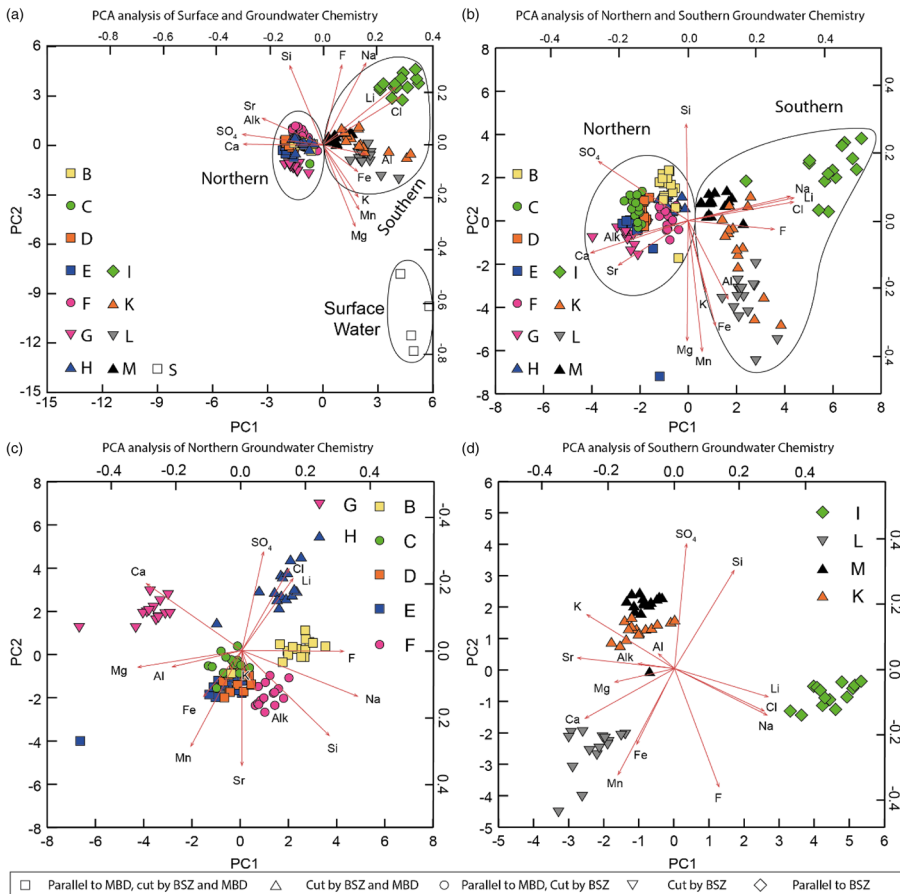 (a)
PCA analysis of Surface and Groundwater Chemistry
0.0 0.1 0.2 0.3 0.4
6
3
0
-3
-6
-9
-12
-15
PC2
-15 -12 -9 -6 -3 0 3 6
PC1
0.2
0.0
-0.2
-0.4
-0.6
-0.8
Si F Na
Li
Cl
Sr
Alk
SO4
Ca
Al
Fe
K
Mn
Mg
Northern
Southern
Surface
Water
B
C
D
E I
F K
G L
H M S
(b)
PCA analysis of Northern and Southern Groundwater Chemistry
-0.4 -0.2 0.0 0.2 0.4
8
6
4
2
0
-2
-4
-6
-8
PC2
-8 -6 -4 -2 0 2 4 6 8
PC1
0.4
0.2
0.0
-0.2
-0.4
Si
Southern
Northern
SO4
Na
Li
Cl
F
Alk
Ca
Sr
Al
K
Fe
Mg
Mn
B
C
D
E I
F K
G L
H M
(c)
PCA analysis of Northern Groundwater Chemistry
-0.4 -0.2 0.0 0.2 0.4
8
6
4
2
0
-2
-4
-6
-8
PC2
-8 -6 -4 -2 0 2 4 6 8
PC1
-0.4
-0.2
0.0
0.2
0.4
G B
H C
D
E
F
SO4
Cl
Li
Ca
F
Mg
Al
K
Na
Fe
Alk
Mn
Si
Sr
(d)
PCA analysis of Southern Groundwater Chemistry
-0.4 -0.2 0.0 0.2 0.4
6
5
4
3
2
1
0
-1
-2
-3
-4
-5
PC2
-5 -4 -3 -2 -1 0 1 2 3 4 5
PC1
0.4
0.2
0.0
-0.2
-0.4
I
L
M
K
SO4
Si
K
Al
Sr
Alk
Mg
Li
Cl
Na
Ca
Fe
Mn
F
Parallel to MBD, cut by BSZ and MBD Cut by BSZ and MBD Parallel to MBD, Cut by BSZ Cut by BSZ Parallel to BSZ